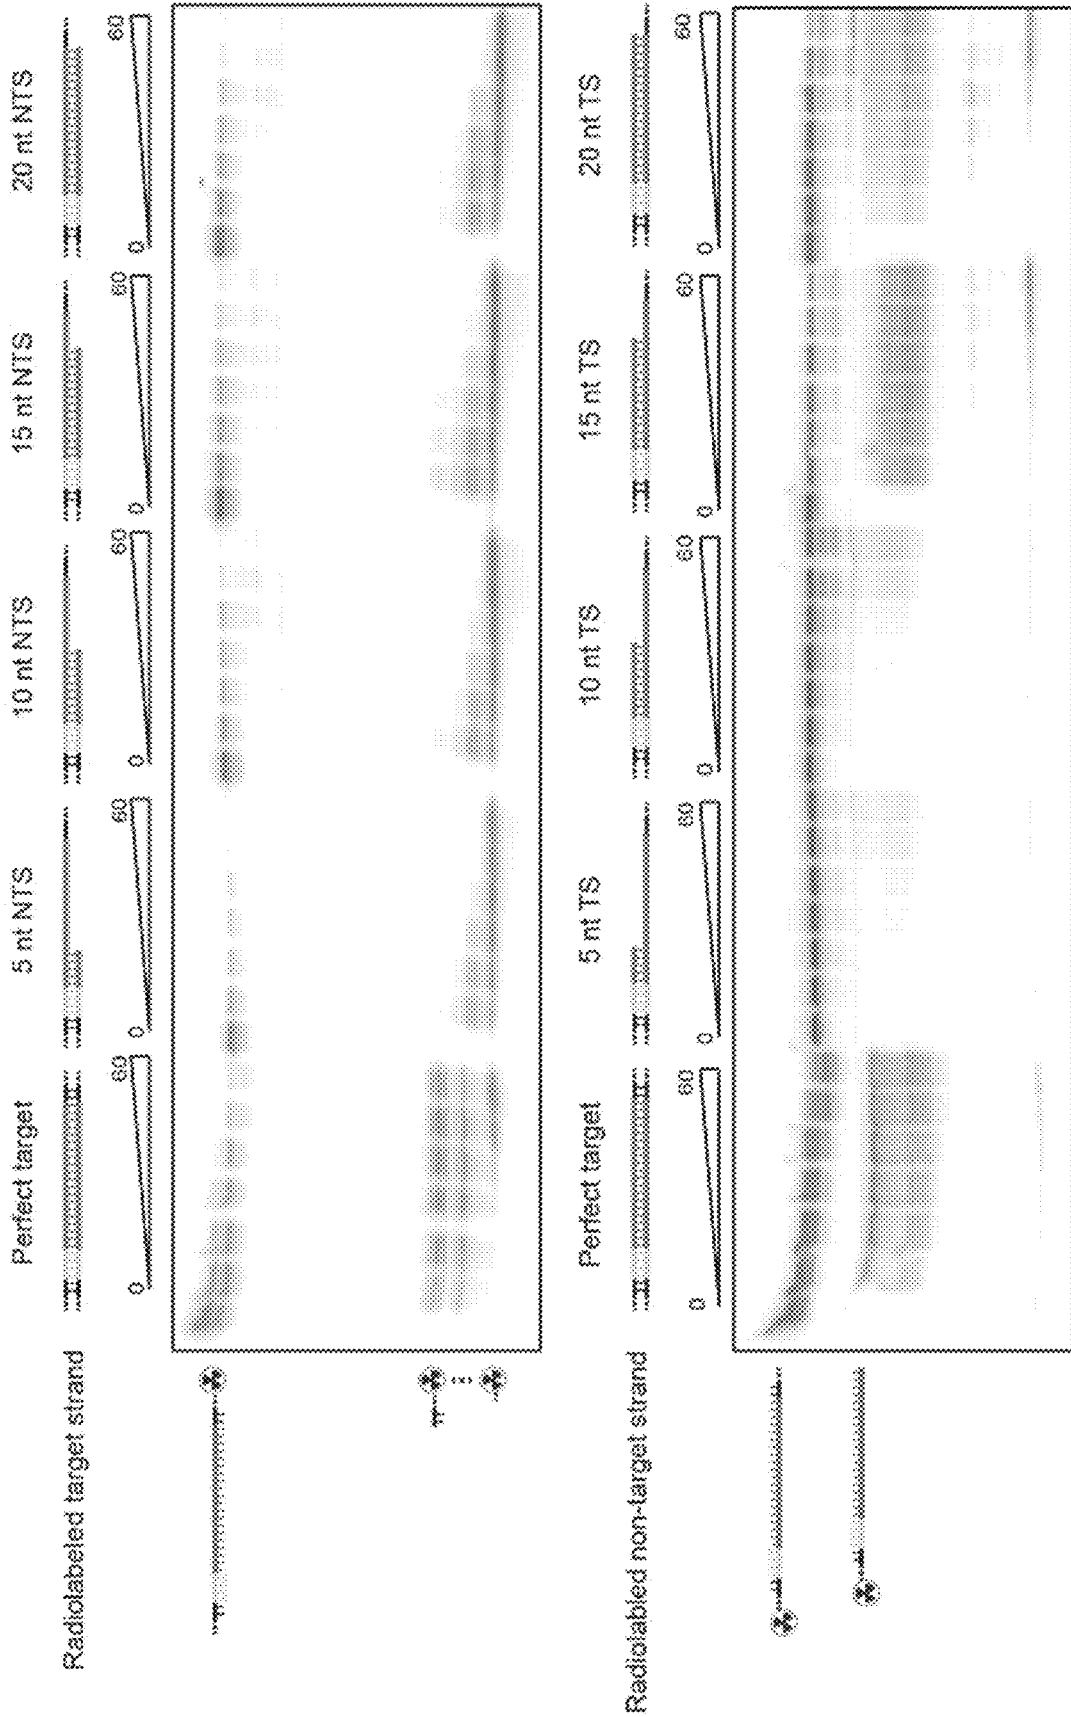 Radiolabeled target strand
Perfect target
5 nt NTS
10 nt NTS
15 nt NTS
20 nt NTS
0 60
0 60
0 60
0 60
0 60
Radiolabled non-target strand
Perfect target
5 nt TS
10 nt TS
15 nt TS
20 nt TS
0 60
0 60
0 60
0 60
0 60